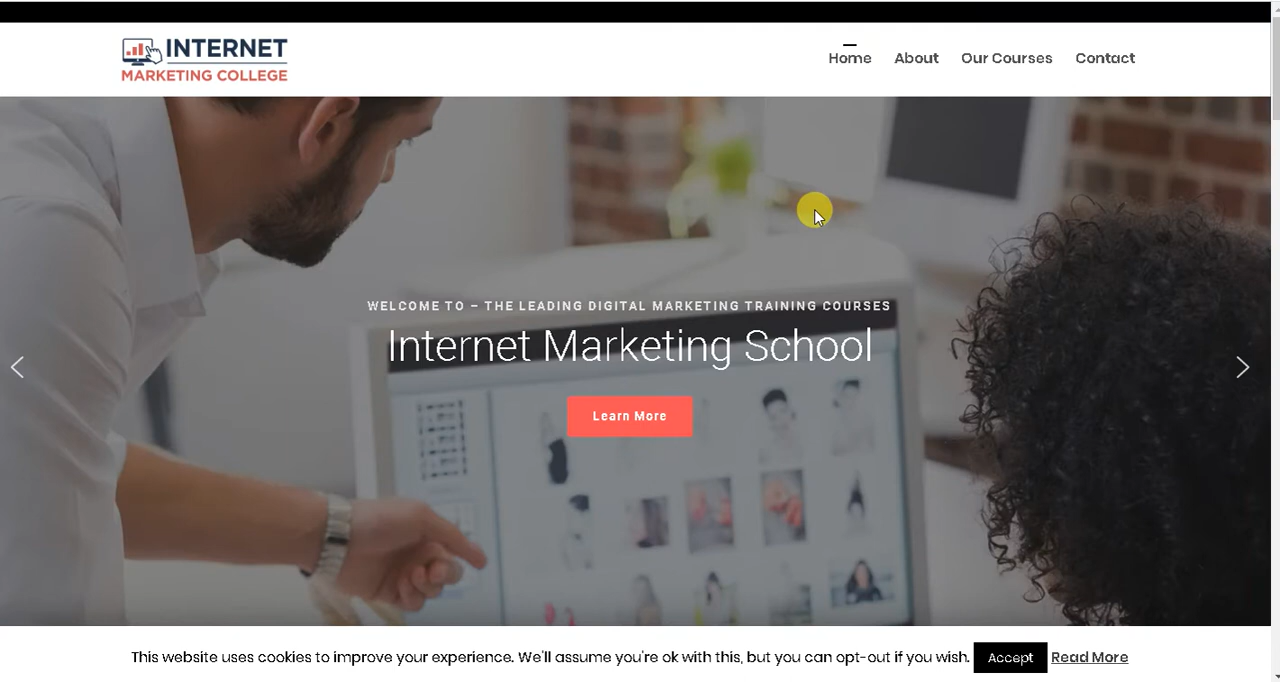 INTERNET
MARKETING COLLEGE
Home About Our Courses Contact
WELCOME TO – THE LEADING DIGITAL MARKETING TRAINING COURSES
Internet Marketing School
Learn More
This website uses cookies to improve your experience. We'll assume you're ok with this, but you can opt-out if you wish. Accept Read More